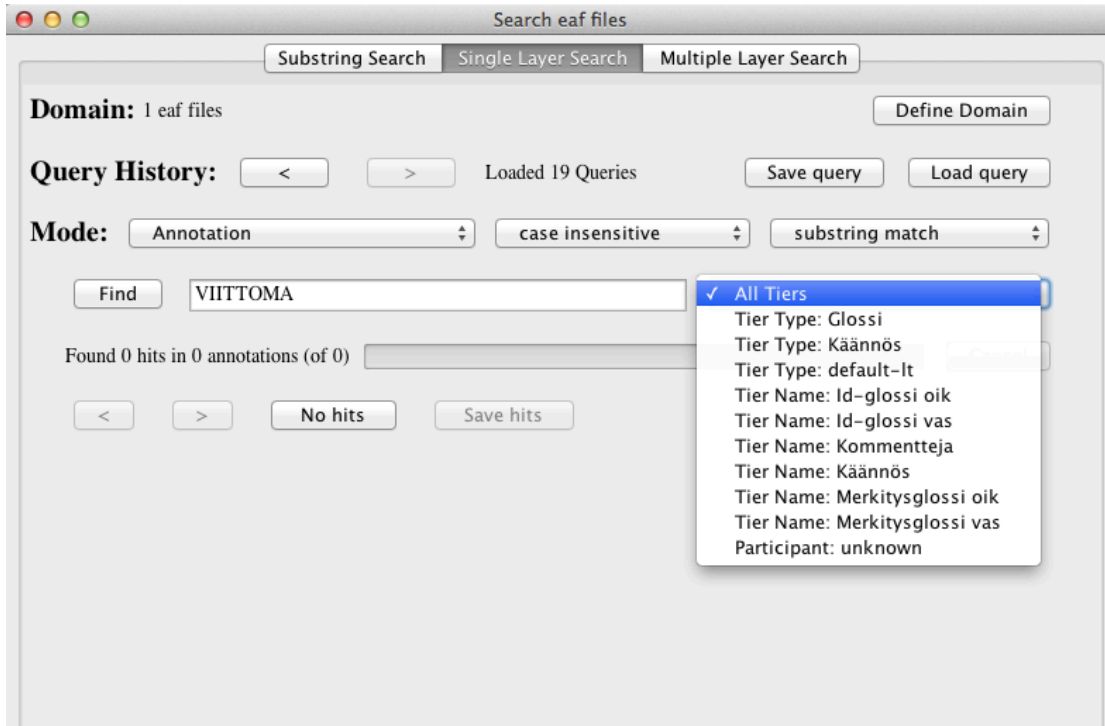 Search eaf files
Substring Search Single Layer Search Multiple Layer Search
Domain: 1 eaf files Define Domain
Query History: < > Loaded 19 Queries Save query Load query
Mode: Annotation case insensitive substring match
Find VIITTOMA ✓ All Tiers
Tier Type: Glossi
Tier Type: Käännös
Found 0 hits in 0 annotations (of 0) Cancel
Tier Type: default-lt
Tier Name: Id-glossi oik
< > No hits Save hits
Tier Name: Id-glossi vas
Tier Name: Kommentteja
Tier Name: Käännös
Tier Name: Merkitysglossi oik
Tier Name: Merkitysglossi vas
Participant: unknown